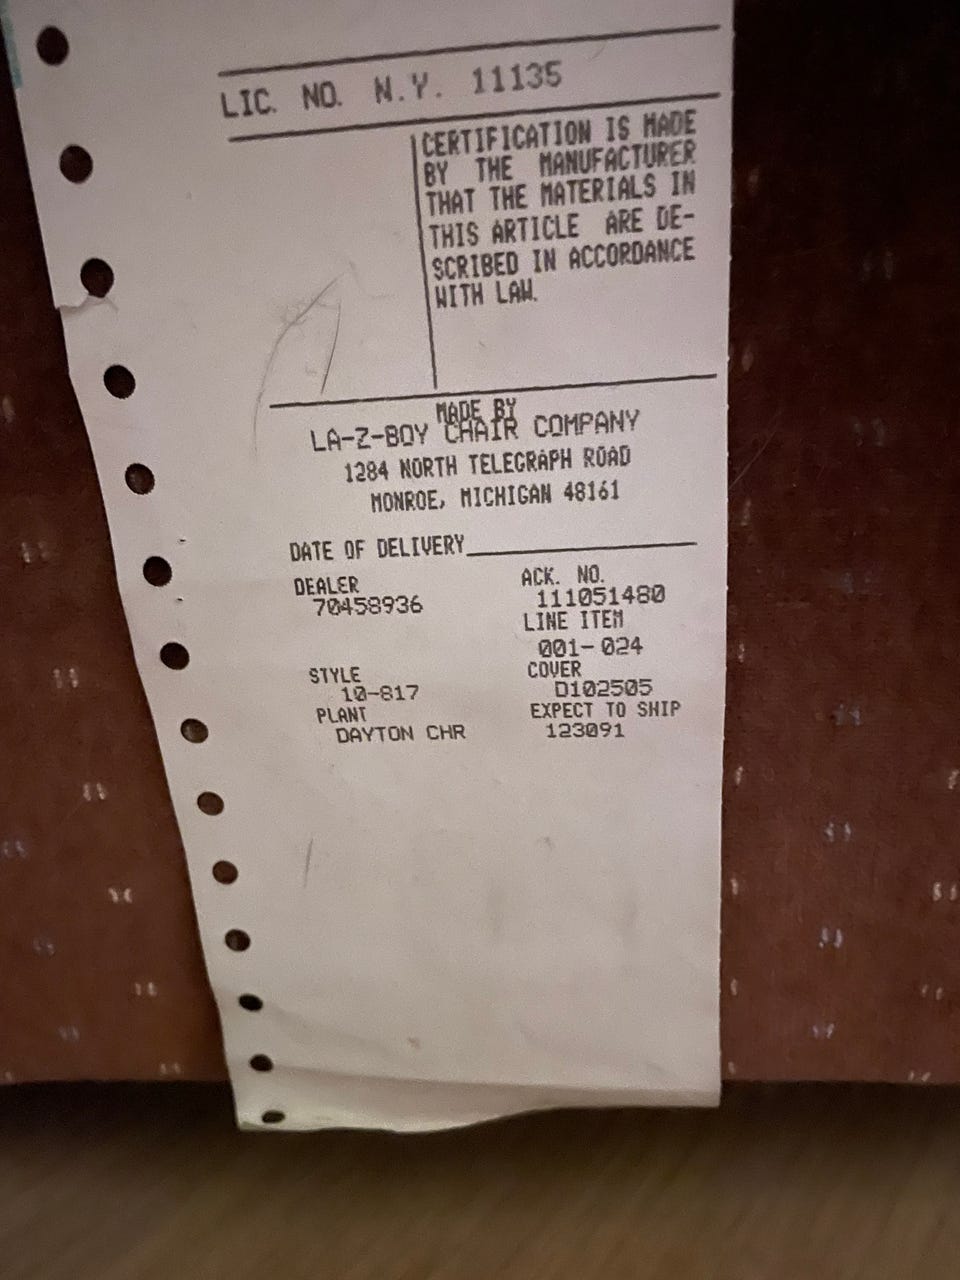 LIC. NO. N.Y. 11135
CERTIFICATION IS MADE
BY THE MANUFACTURER
THAT THE MATERIALS IN
THIS ARTICLE ARE DE-
SCRIBED IN ACCORDANCE
WITH LAW.
MADE BY
LA-Z-BOY CHAIR COMPANY
1284 NORTH TELEGRAPH ROAD
MONROE, MICHIGAN 48161
DATE OF DELIVERY
DEALER ACK. NO.
70458936 111051480
LINE ITEM
001-024
STYLE COVER
10-817 D102505
PLANT EXPECT TO SHIP
DAYTON CHR 123091